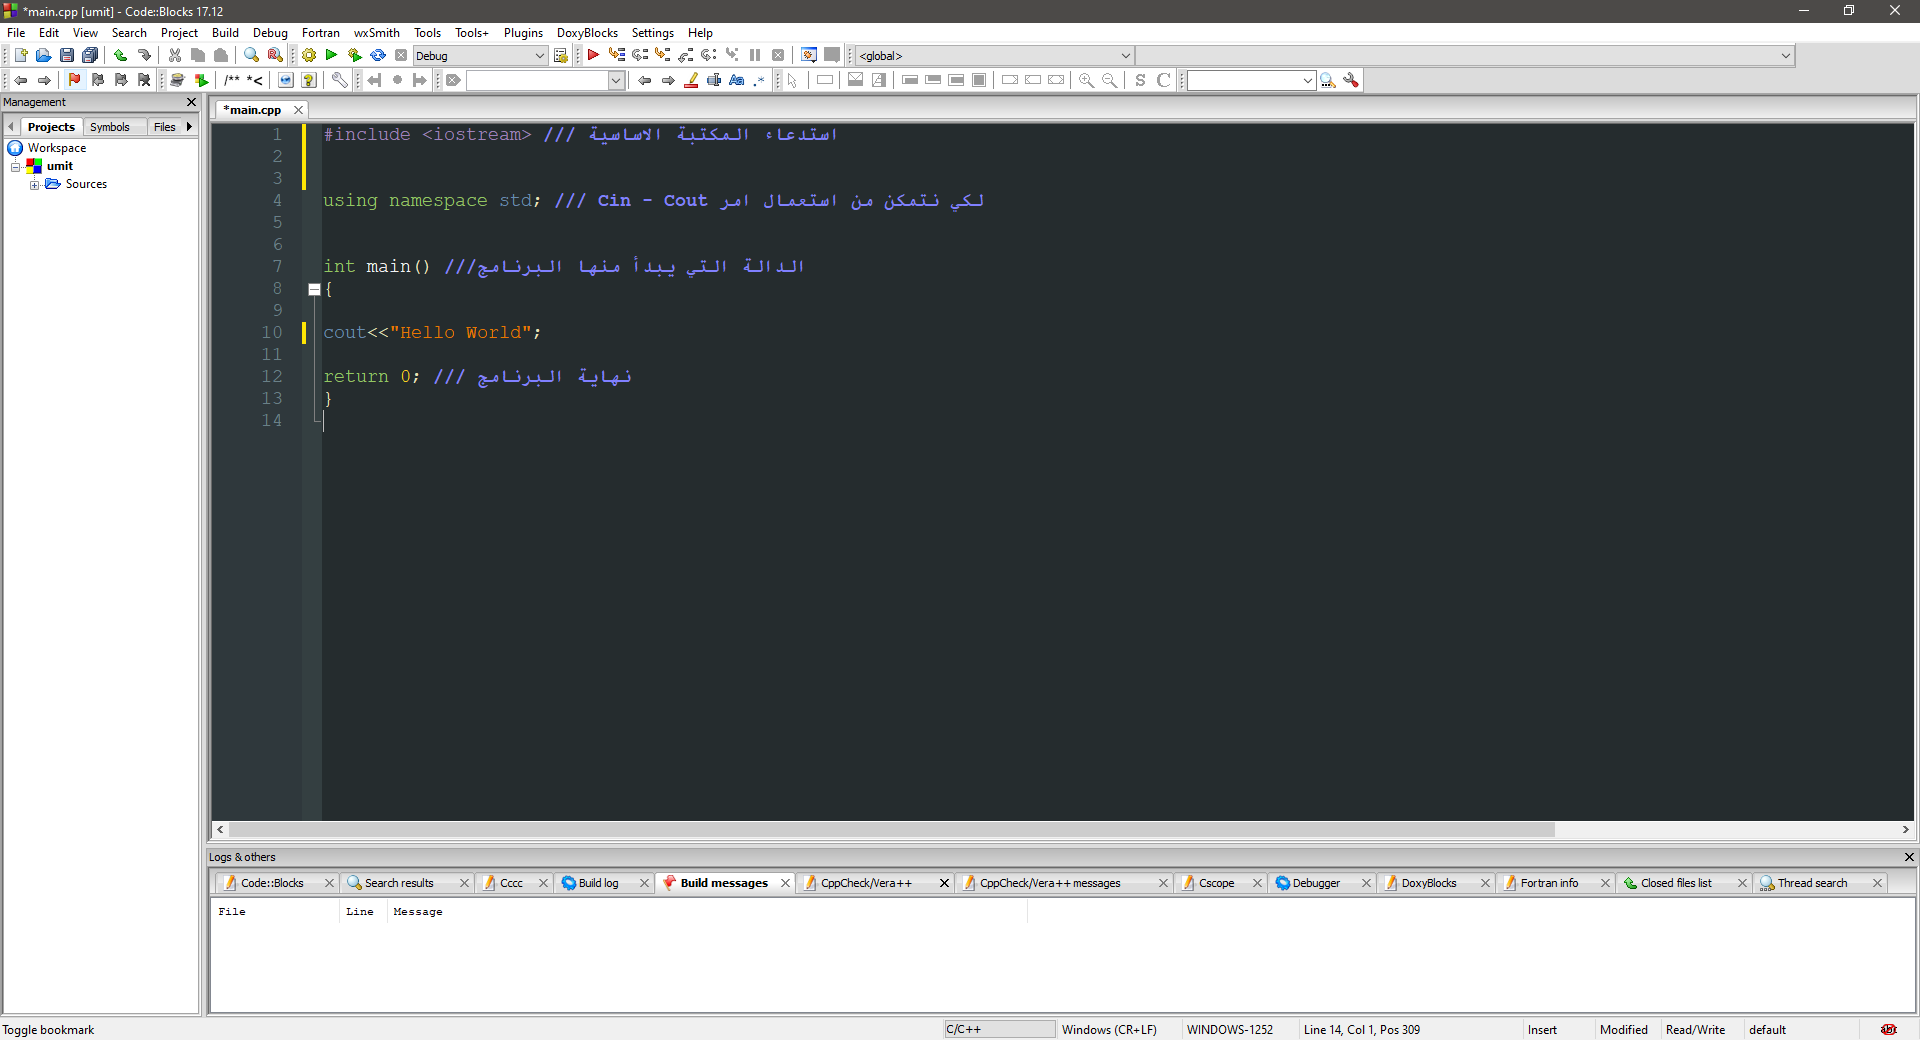 *main.cpp [umit] - Code::Blocks 17.12
File Edit View Search Project Build Debug Fortran wxSmith Tools Tools+ Plugins DoxyBlocks Settings Help
Debug <global>
/** *< Aa .* S C
Management
Projects Symbols Files
Workspace
umit
Sources
*main.cpp
1 #include <iostream> /// استدعاء المكتبة الاساسية
2
3
4 using namespace std; /// Cin - Cout لكي نتمكن من استعمال امر
5
6
7 int main() ///الدالة التي يبدأ منها البرنامج
8 {
9
10 cout<<"Hello World";
11
12 return 0; /// نهاية البرنامج
13 }
14
Logs & others
Code::Blocks Search results Cccc Build log Build messages CppCheck/Vera++ CppCheck/Vera++ messages Cscope Debugger DoxyBlocks Fortran info Closed files list Thread search
File Line Message
Toggle bookmark C/C++ Windows (CR+LF) WINDOWS-1252 Line 14, Col 1, Pos 309 Insert Modified Read/Write default